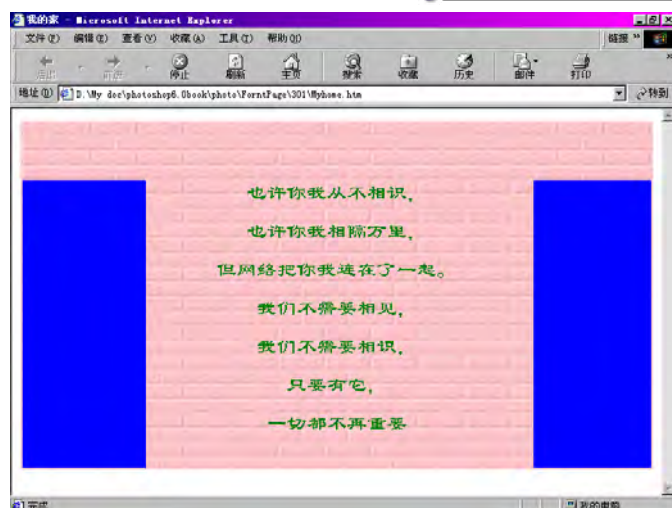 我的家 - Microsoft Internet Explorer
文件(F) 编辑(E) 查看(V) 收藏(A) 工具(T) 帮助(H) 链接 »
后退 前进 停止 刷新 主页 搜索 收藏 历史 邮件 打印
地址(D) D:\My doc\photoshop6.0book\photo\ForntPage\301\Myhome.htm 转到
也许你我从不相识,
也许你我相隔万里,
但网络把你我连在了一起。
我们不需要相见,
我们不需要相识,
只要有它,
一切都不再重要
完成 我的电脑